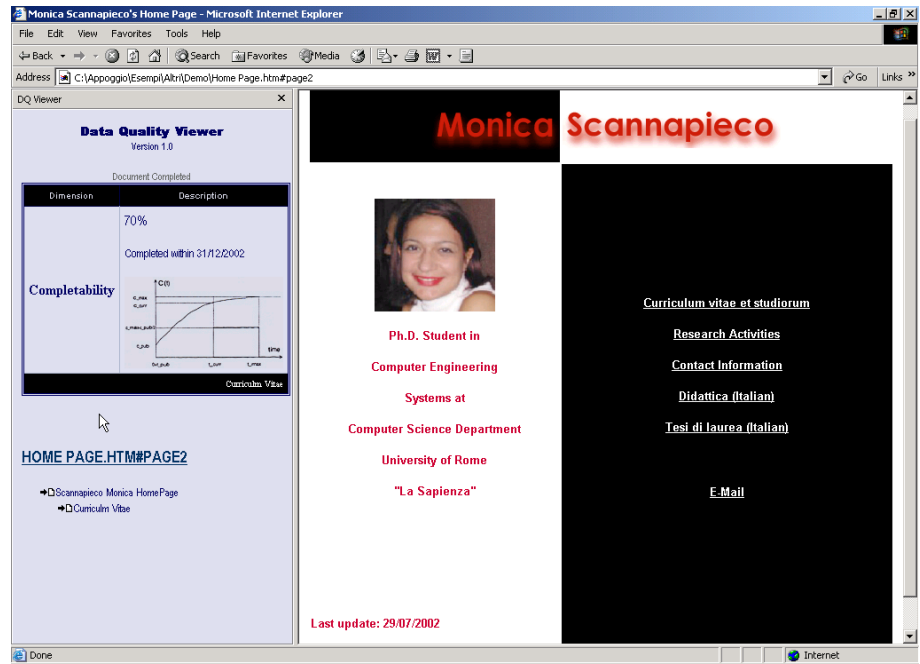 Monica Scannapieco's Home Page - Microsoft Internet Explorer
File Edit View Favorites Tools Help
Back Search Favorites Media
Address C:\Appoggio\Esempi\Altri\Demo\Home Page.htm#page2 Go Links »
DQ Viewer
Data Quality Viewer
Version 1.0
Document Completed
Dimension Description
Completability
70%
Completed within 31/12/2002
C(t)
c_max
c_curr
c_pub
time
t_curr t_max
Curriculm Vitae
HOME PAGE.HTM#PAGE2
Scannapieco Monica HomePage
Curriculm Vitae
Monica Scannapieco
Ph.D. Student in
Computer Engineering
Systems at
Computer Science Department
University of Rome
"La Sapienza"
Last update: 29/07/2002
Curriculum vitae et studiorum
Research Activities
Contact Information
Didattica (Italian)
Tesi di laurea (Italian)
E-Mail
Done Internet